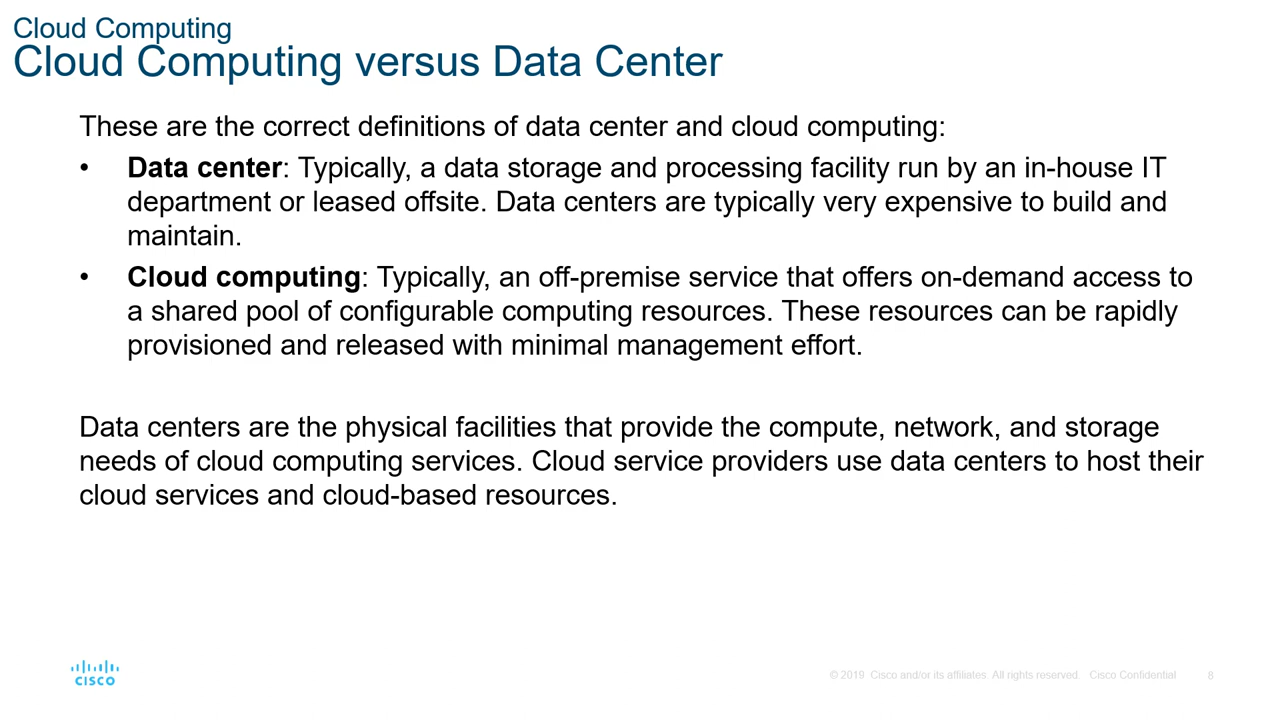 Cloud Computing
Cloud Computing versus Data Center
These are the correct definitions of data center and cloud computing:
• Data center: Typically, a data storage and processing facility run by an in-house IT
department or leased offsite. Data centers are typically very expensive to build and
maintain.
• Cloud computing: Typically, an off-premise service that offers on-demand access to
a shared pool of configurable computing resources. These resources can be rapidly
provisioned and released with minimal management effort.
Data centers are the physical facilities that provide the compute, network, and storage
needs of cloud computing services. Cloud service providers use data centers to host their
cloud services and cloud-based resources.
CISCO
© 2019 Cisco and/or its affiliates. All rights reserved. Cisco Confidential 8